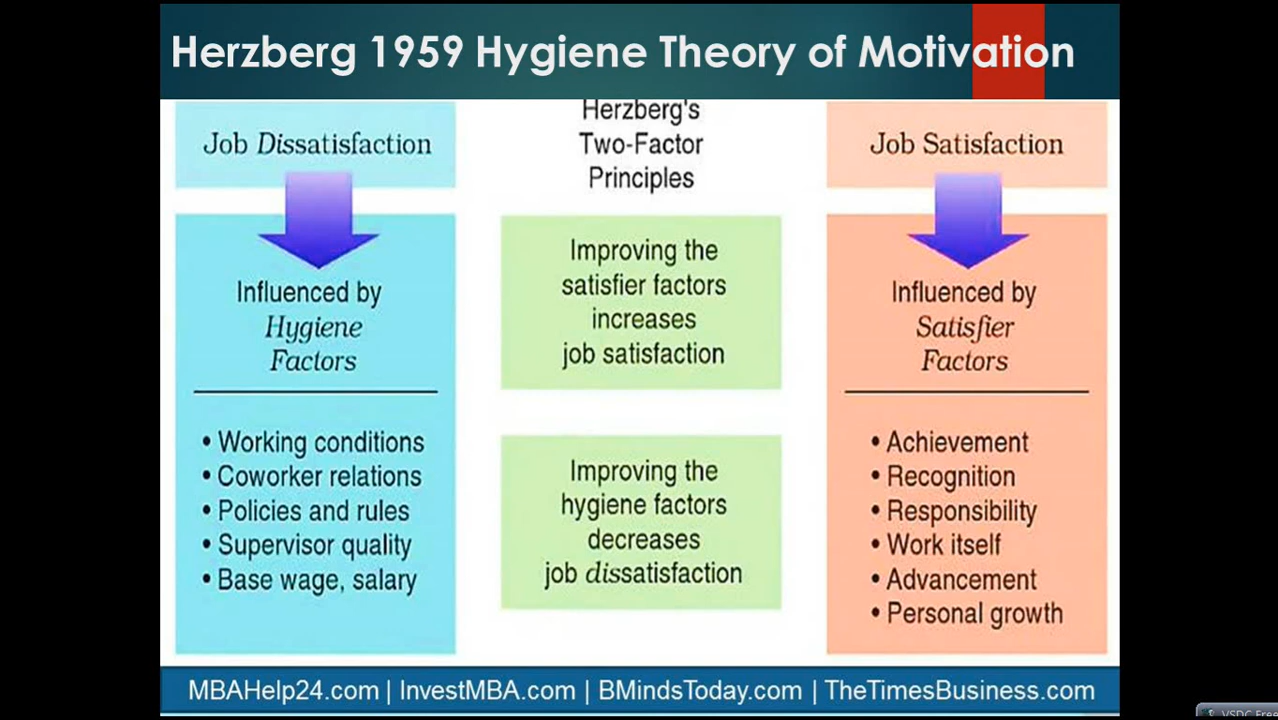 Herzberg 1959 Hygiene Theory of Motivation
Job Dissatisfaction
Influenced by
Hygiene
Factors
• Working conditions
• Coworker relations
• Policies and rules
• Supervisor quality
• Base wage, salary
Herzberg's
Two-Factor
Principles
Improving the
satisfier factors
increases
job satisfaction
Improving the
hygiene factors
decreases
job dissatisfaction
Job Satisfaction
Influenced by
Satisfier
Factors
• Achievement
• Recognition
• Responsibility
• Work itself
• Advancement
• Personal growth
MBAHelp24.com | InvestMBA.com | BMindsToday.com | TheTimesBusiness.com
VSDC Free